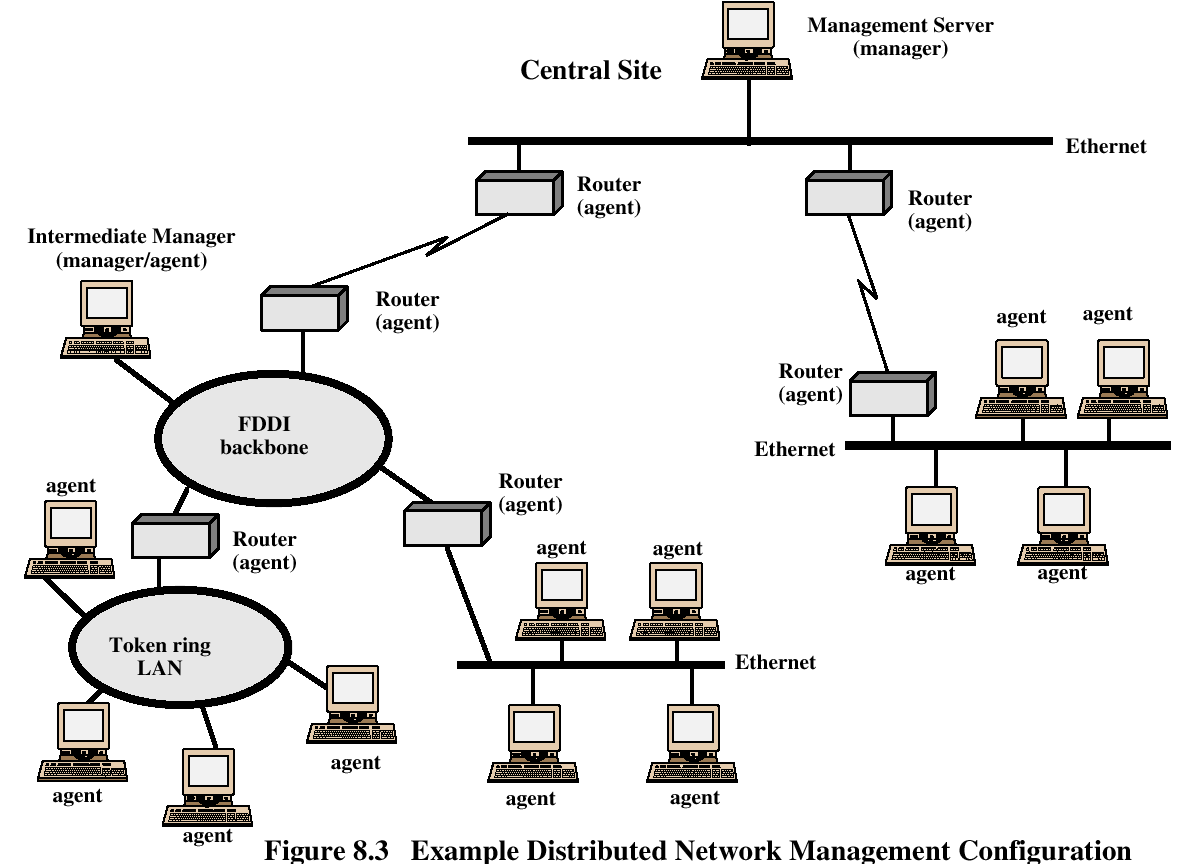 Management Server
(manager)
Central Site
Ethernet
Router
(agent)
Router
(agent)
Intermediate Manager
(manager/agent)
Router
(agent)
agent
agent
Router
(agent)
FDDI
backbone
Ethernet
agent
Router
(agent)
Router
(agent)
agent
agent
agent
agent
Token ring
LAN
Ethernet
agent
agent
agent
agent
agent
Figure 8.3 Example Distributed Network Management Configuration